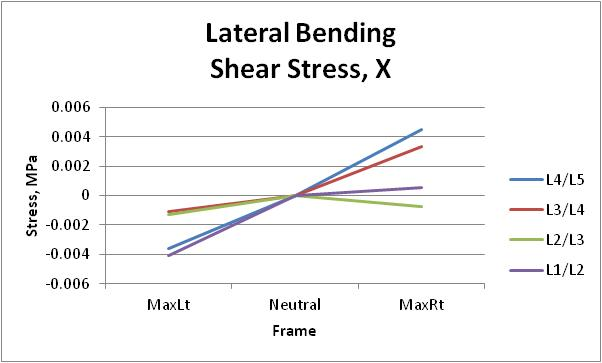 Lateral Bending
Shear Stress, X
0.006
0.004
0.002
0
-0.002
-0.004
-0.006
Stress, MPa
MaxLt Neutral MaxRt
Frame
L4/L5
L3/L4
L2/L3
L1/L2